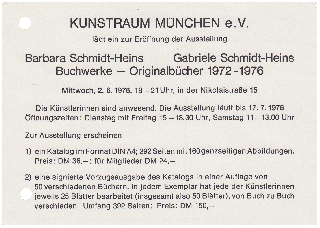 KUNSTRAUM MÜNCHEN e.V.
lädt ein zur Eröffnung der Ausstellung
Barbara Schmidt-Heins Gabriele Schmidt-Heins
Buchwerke – Originalbücher 1972-1976
Mittwoch, 2. 6. 1976, 19 – 21 Uhr, in der Nikolaistraße 15
Die Künstlerinnen sind anwesend. Die Ausstellung läuft bis 17. 7. 1976
Öffnungszeiten: Dienstag mit Freitag 15 – 18.30 Uhr, Samstag 11 – 13.00 Uhr
Zur Ausstellung erscheinen
1) ein Katalog im Format DIN A4; 292 Seiten mit 160 ganzseitigen Abbildungen.
Preis: DM 36,–; für Mitglieder DM 24,–
2) eine signierte Vorzugsausgabe des Katalogs in einer Auflage von
50 verschiedenen Büchern. In jedem Exemplar hat jede der Künstlerinnen
jeweils 25 Blätter bearbeitet (insgesamt also 50 Blätter), von Buch zu Buch
verschieden. Umfang 392 Seiten; Preis: DM 150,–